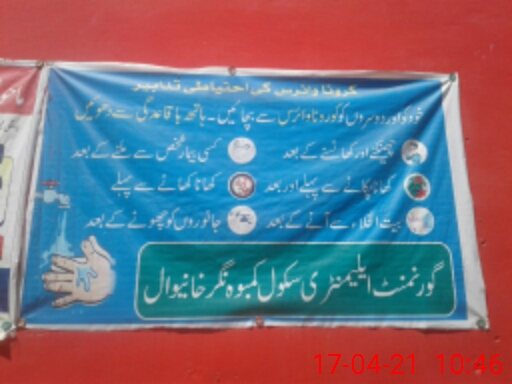 کرونا وائرس کی احتیاطی تدابیر
خود کو اور دوسروں کو کورونا وائرس سے بچائیں۔ ہاتھ باقاعدگی سے دھوئیں
چھینکنے اور کھانسنے کے بعد
کسی بیمار شخص سے ملنے کے بعد
کھانا پکانے سے پہلے اور بعد
کھانا کھانے سے پہلے
بیت الخلاء سے آنے کے بعد
جانوروں کو چھونے کے بعد
گورنمنٹ ایلیمنٹری سکول کمبوہ نگر خانیوال
17-04-21 10:46